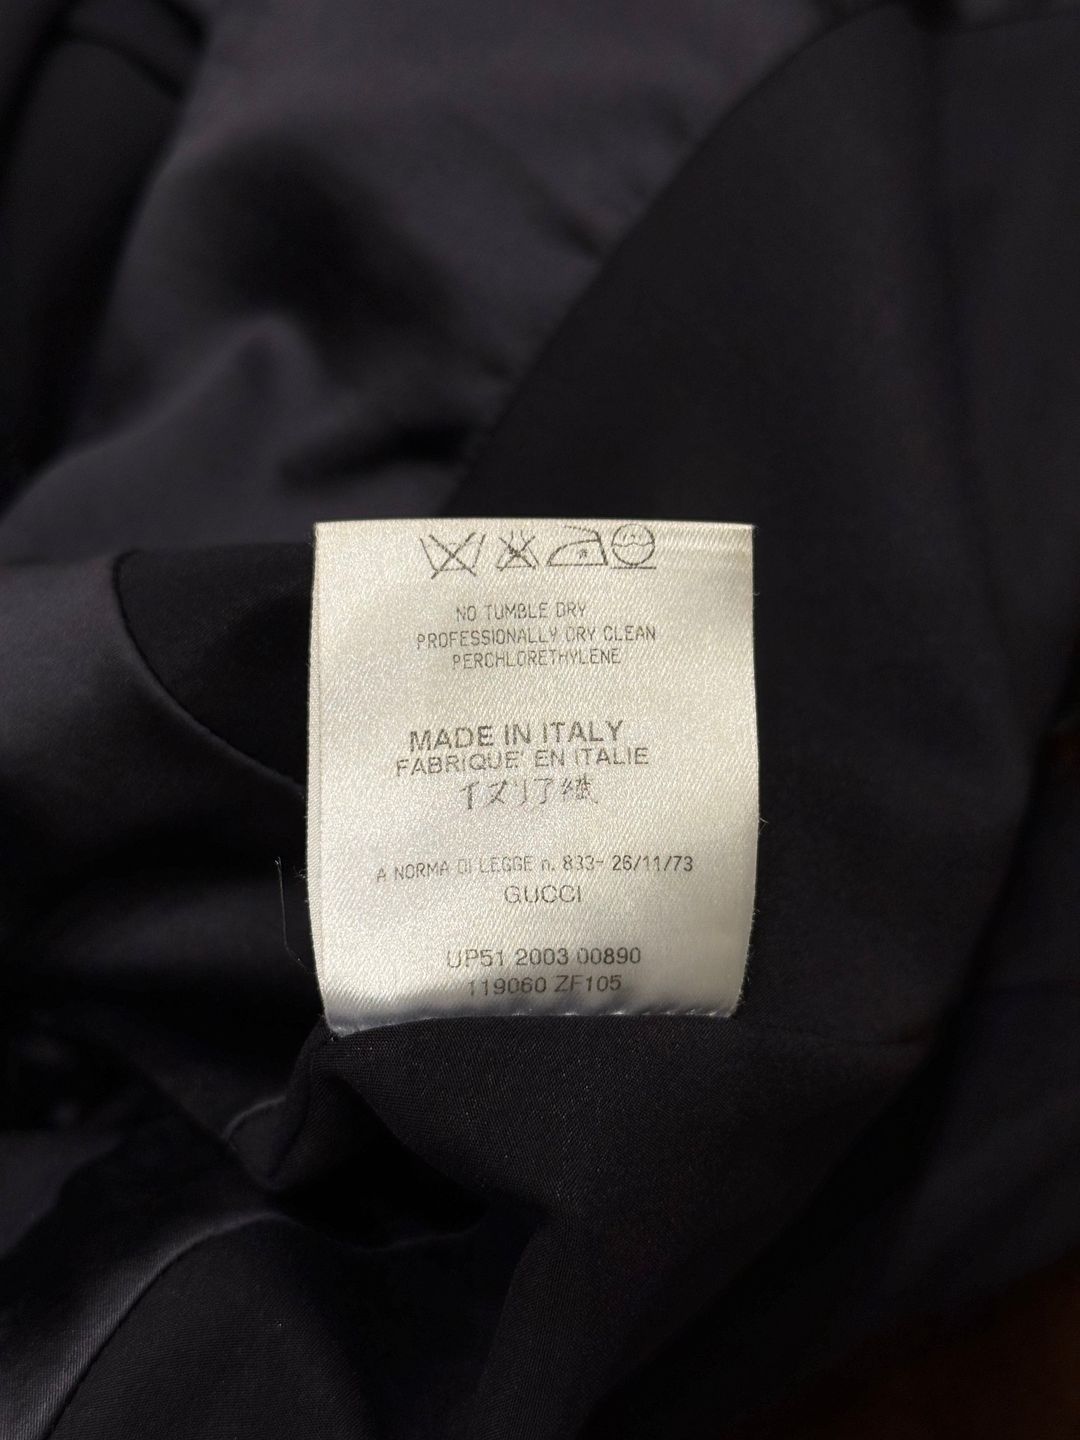 NO TUMBLE DRY
PROFESSIONALLY DRY CLEAN
PERCHLORETHYLENE
MADE IN ITALY
FABRIQUE' EN ITALIE
イタリア製
A NORMA DI LEGGE n. 833- 26/11/73
GUCCI
UP51 2003 00890
119060 ZF105